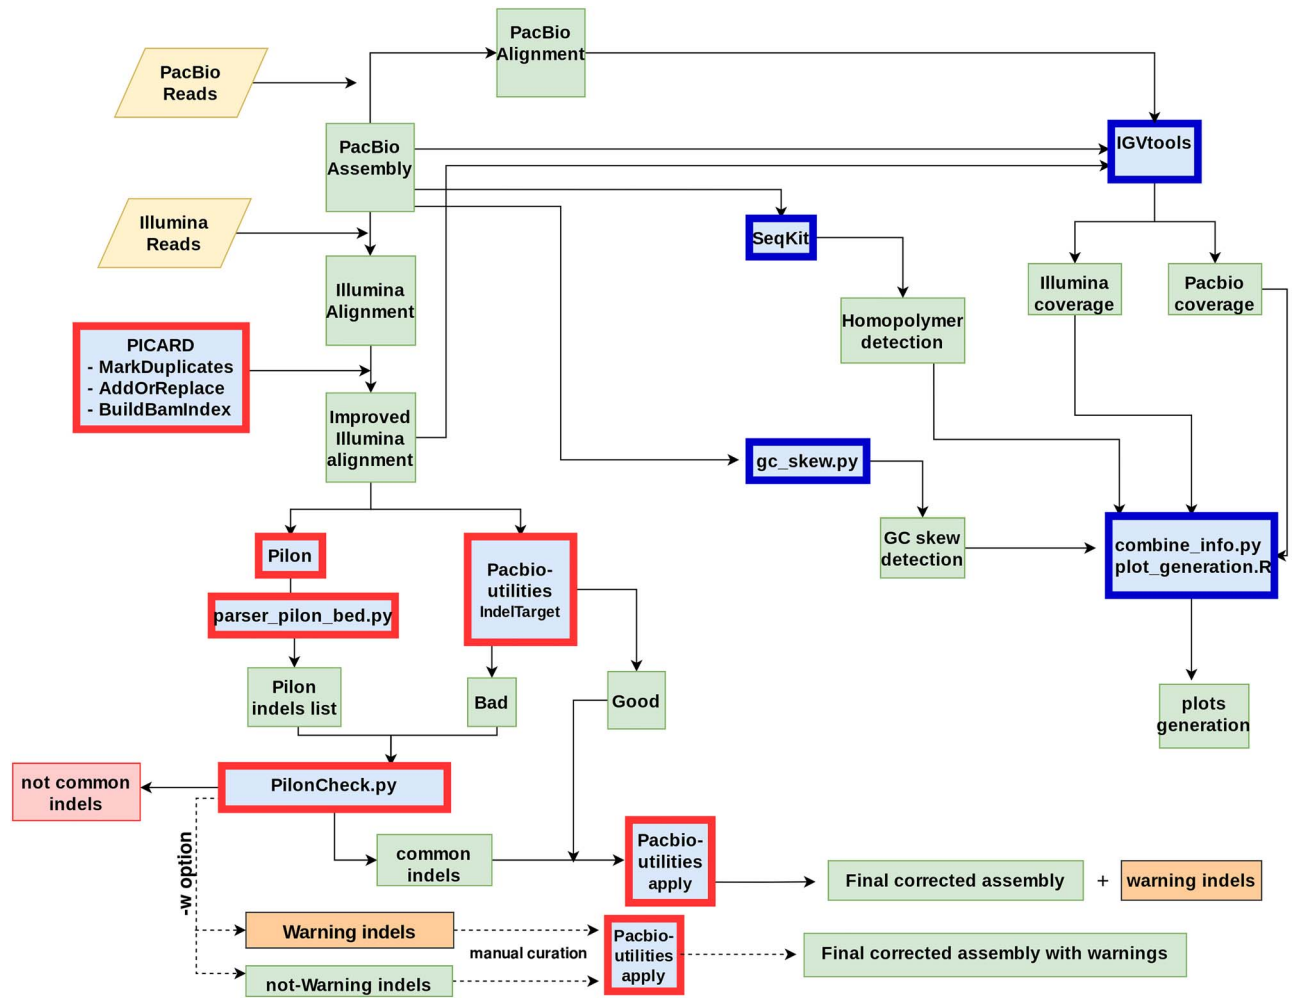 PacBio
Alignment
PacBio
Reads
IGVtools
PacBio
Assembly
Illumina
Reads
SeqKit
Illumina
Alignment
Illumina
coverage
Pacbio
coverage
Homopolymer
detection
PICARD
- MarkDuplicates
- AddOrReplace
- BuildBamIndex
Improved
Illumina
alignment
gc_skew.py
GC skew
detection
combine_info.py
plot_generation.R
Pilon
Pacbio-
utilities
IndelTarget
parser_pilon_bed.py
Pilon
indels list
Bad
Good
plots
generation
not common
indels
PilonCheck.py
-w option
common
indels
Pacbio-
utilities
apply
Final corrected assembly
+
warning indels
Warning indels
manual curation
Pacbio-
utilities
apply
Final corrected assembly with warnings
not-Warning indels